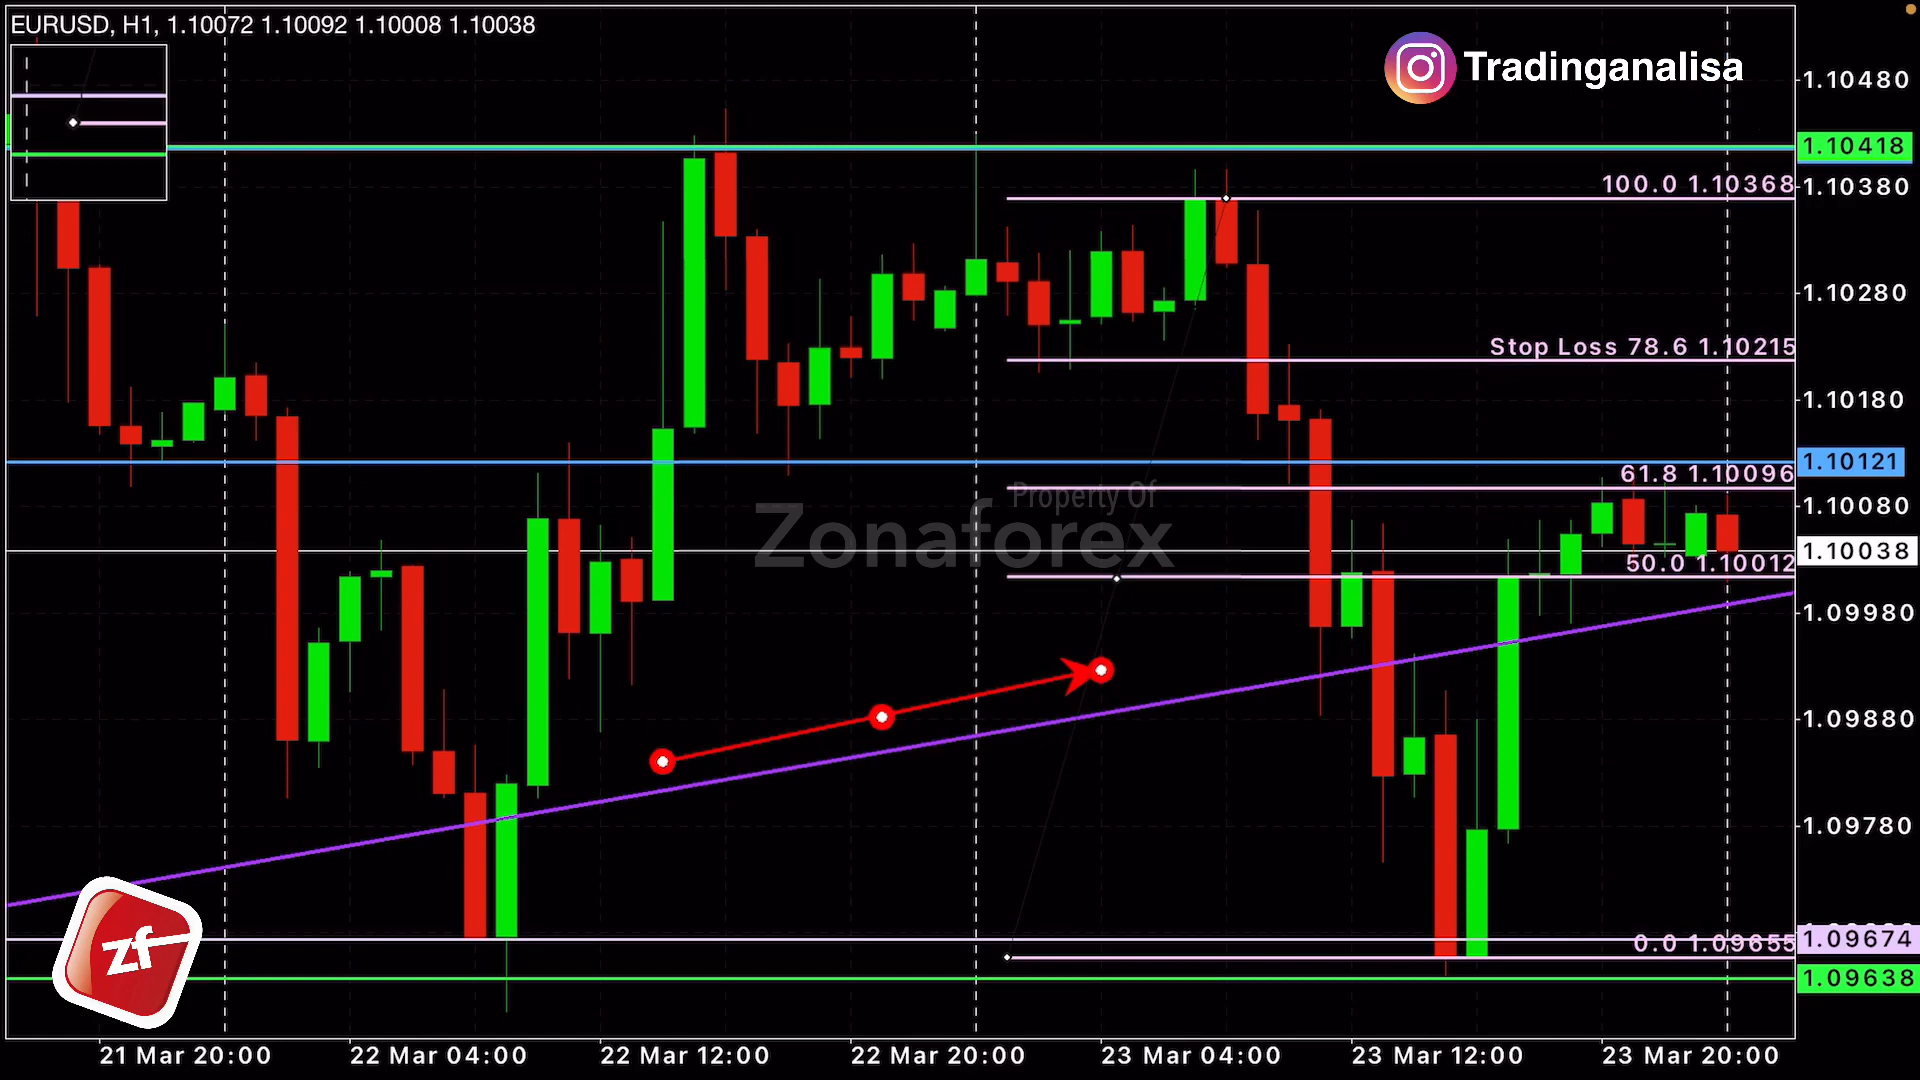 EURUSD, H1, 1.10072 1.10092 1.10008 1.10038
Tradinganalisa
1.10480
1.10418
100.0 1.10368
1.10380
1.10280
Stop Loss 78.6 1.10215
1.10180
1.10121
61.8 1.10096
1.10080
Property Of
Zonaforex
1.10038
50.0 1.10012
1.09980
1.09880
1.09780
zf
0.0 1.09655
1.09674
1.09638
21 Mar 20:00
22 Mar 04:00
22 Mar 12:00
22 Mar 20:00
23 Mar 04:00
23 Mar 12:00
23 Mar 20:00